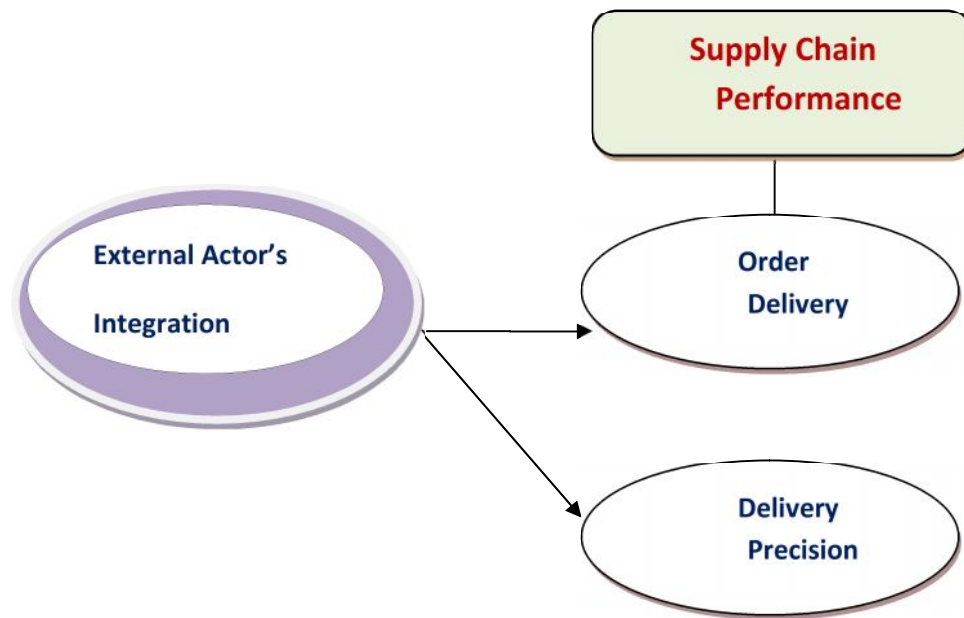 Supply Chain
Performance
External Actor’s
Integration
Order
Delivery
Delivery
Precision